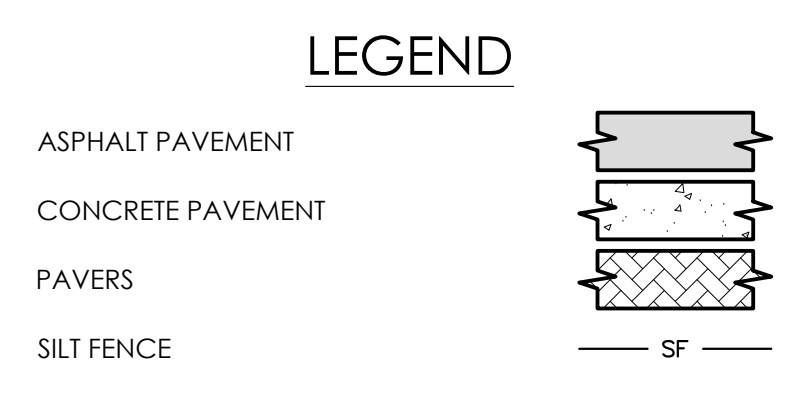 LEGEND
ASPHALT PAVEMENT
CONCRETE PAVEMENT
PAVERS
SILT FENCE
SF